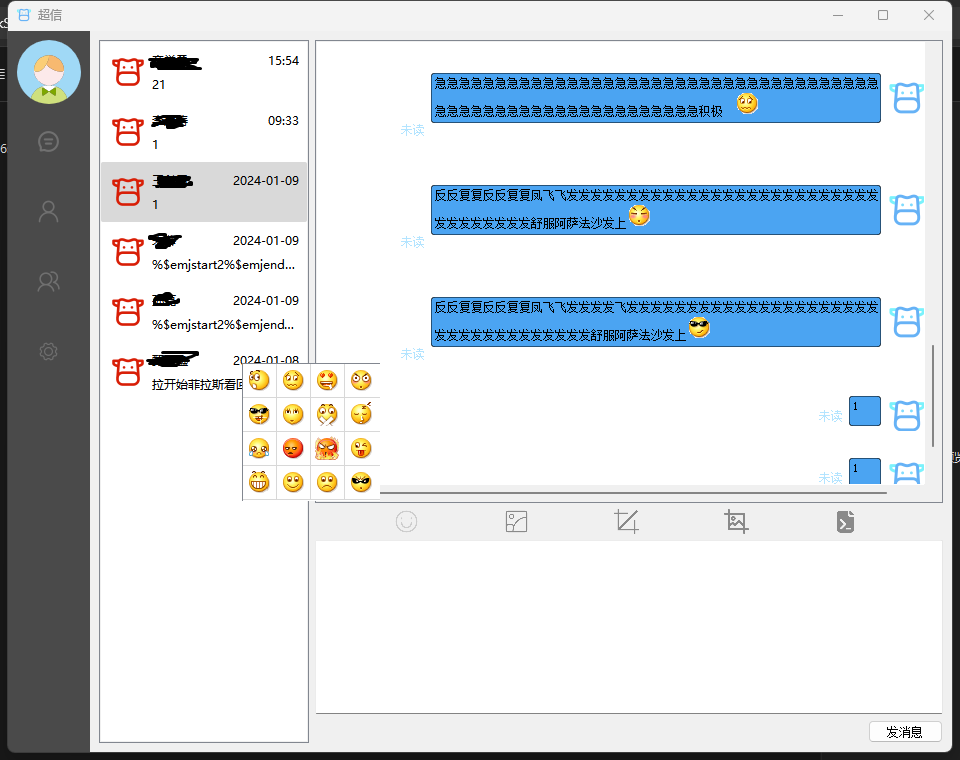 超信
15:54
21
09:33
1
2024-01-09
1
2024-01-09
%$emjstart2%$emjend...
2024-01-09
%$emjstart2%$emjend...
2024-01-08
拉开始菲拉斯看
急急急急急急急急急急急急急急急急急急急急急急急急急急急急急急急急急急急急急
急急急急急急急急急急急急急急急急急急急急急急积极
未读
反反复复反反复复凤飞飞发发发发发发发发发发发发发发发发发发发发发发发发发发
发发发发发发发发舒服阿萨法沙发上
未读
反反复复反反复复凤飞飞发发发发飞发发发发发发发发发发发发发发发发发发发发发
发发发发发发发发发发发发发舒服阿萨法沙发上
未读
未读
1
未读
1
发消息